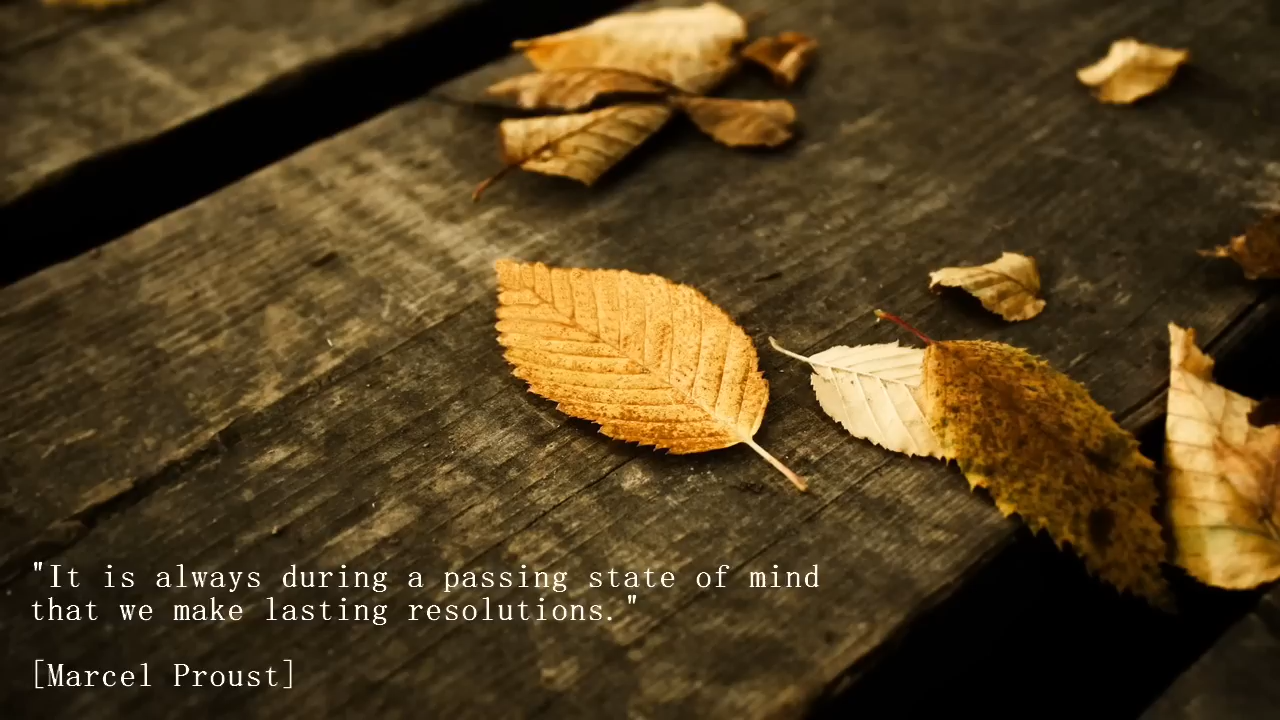 "It is always during a passing state of mind
that we make lasting resolutions."
[Marcel Proust]